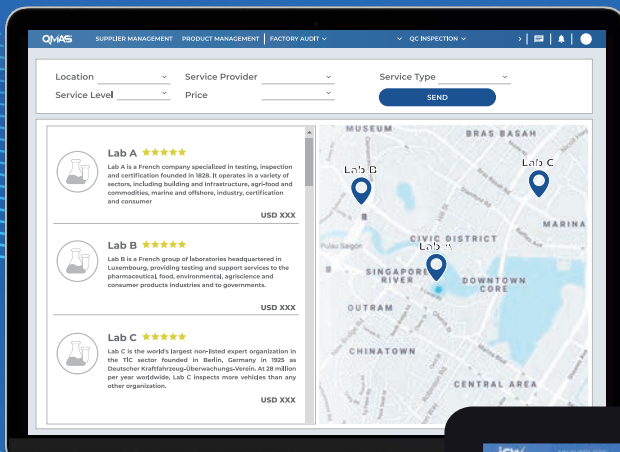 QMAS
SUPPLIER MANAGEMENT PRODUCT MANAGEMENT FACTORY AUDIT QC INSPECTION
Location Service Provider Service Type
Service Level Price SEND
Lab A
Lab A is a French company specialized in testing, inspection
and certification founded in 1828. It operates in a variety of
sectors, including building and infrastructure, agri-food and
commodities, marine and offshore, industry, certification
and consumer
USD XXX
Lab B
Lab B is a French group of laboratories headquartered in
Luxembourg, providing testing and support services to the
pharmaceutical, food, environmental, agriscience and
consumer products industries and to governments.
USD XXX
Lab C
Lab C is the world's largest non-listed expert organization in
the TIC sector founded in Berlin, Germany in 1925 as
Deutscher Kraftfahrzeug-Überwachungs-Verein. At 28 million
per year worldwide, Lab C inspects more vehicles than any
other organization.
USD XXX
MUSEUM
BRAS BASAH
Lab B
Lab C
MARINA
Pulau Saigon
CIVIC DISTRICT
Lab A
SINGAPORE
RIVER
DOWNTOWN
CORE
OUTRAM
CHINATOWN
CENTRAL AREA